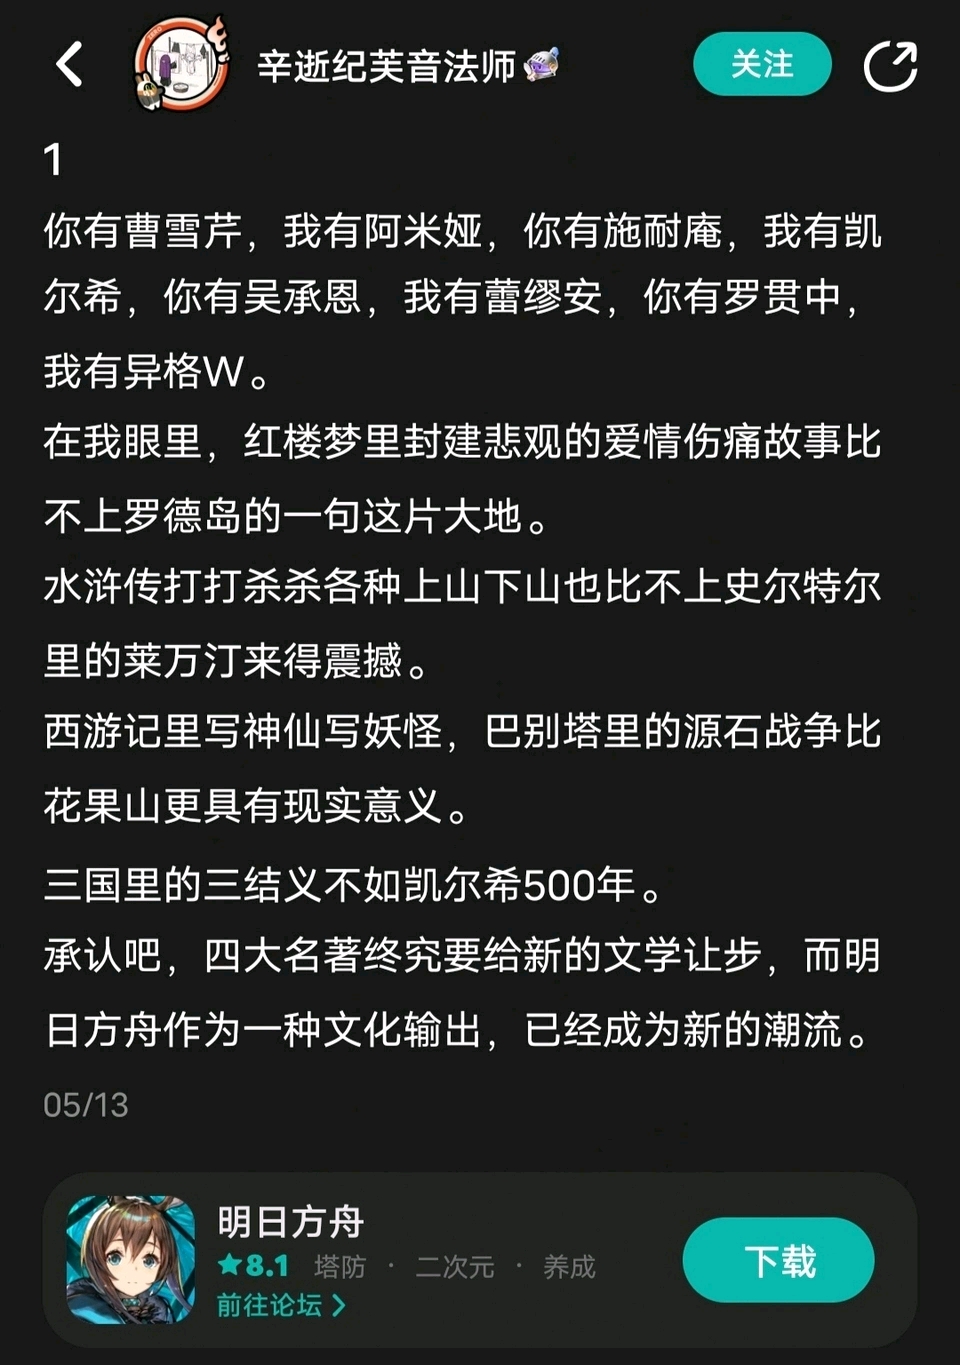 辛逝纪芙音法师
关注
1
你有曹雪芹，我有阿米娅，你有施耐庵，我有凯
尔希，你有吴承恩，我有蕾缪安，你有罗贯中，
我有异格W。
在我眼里，红楼梦里封建悲观的爱情伤痛故事比
不上罗德岛的一句这片大地。
水浒传打打杀杀各种上山下山也比不上史尔特尔
里的莱万汀来得震撼。
西游记里写神仙写妖怪，巴别塔里的源石战争比
花果山更具有现实意义。
三国里的三结义不如凯尔希500年。
承认吧，四大名著终究要给新的文学让步，而明
日方舟作为一种文化输出，已经成为新的潮流。
05/13
明日方舟
★8.1 塔防 · 二次元 · 养成
前往论坛 >
下载